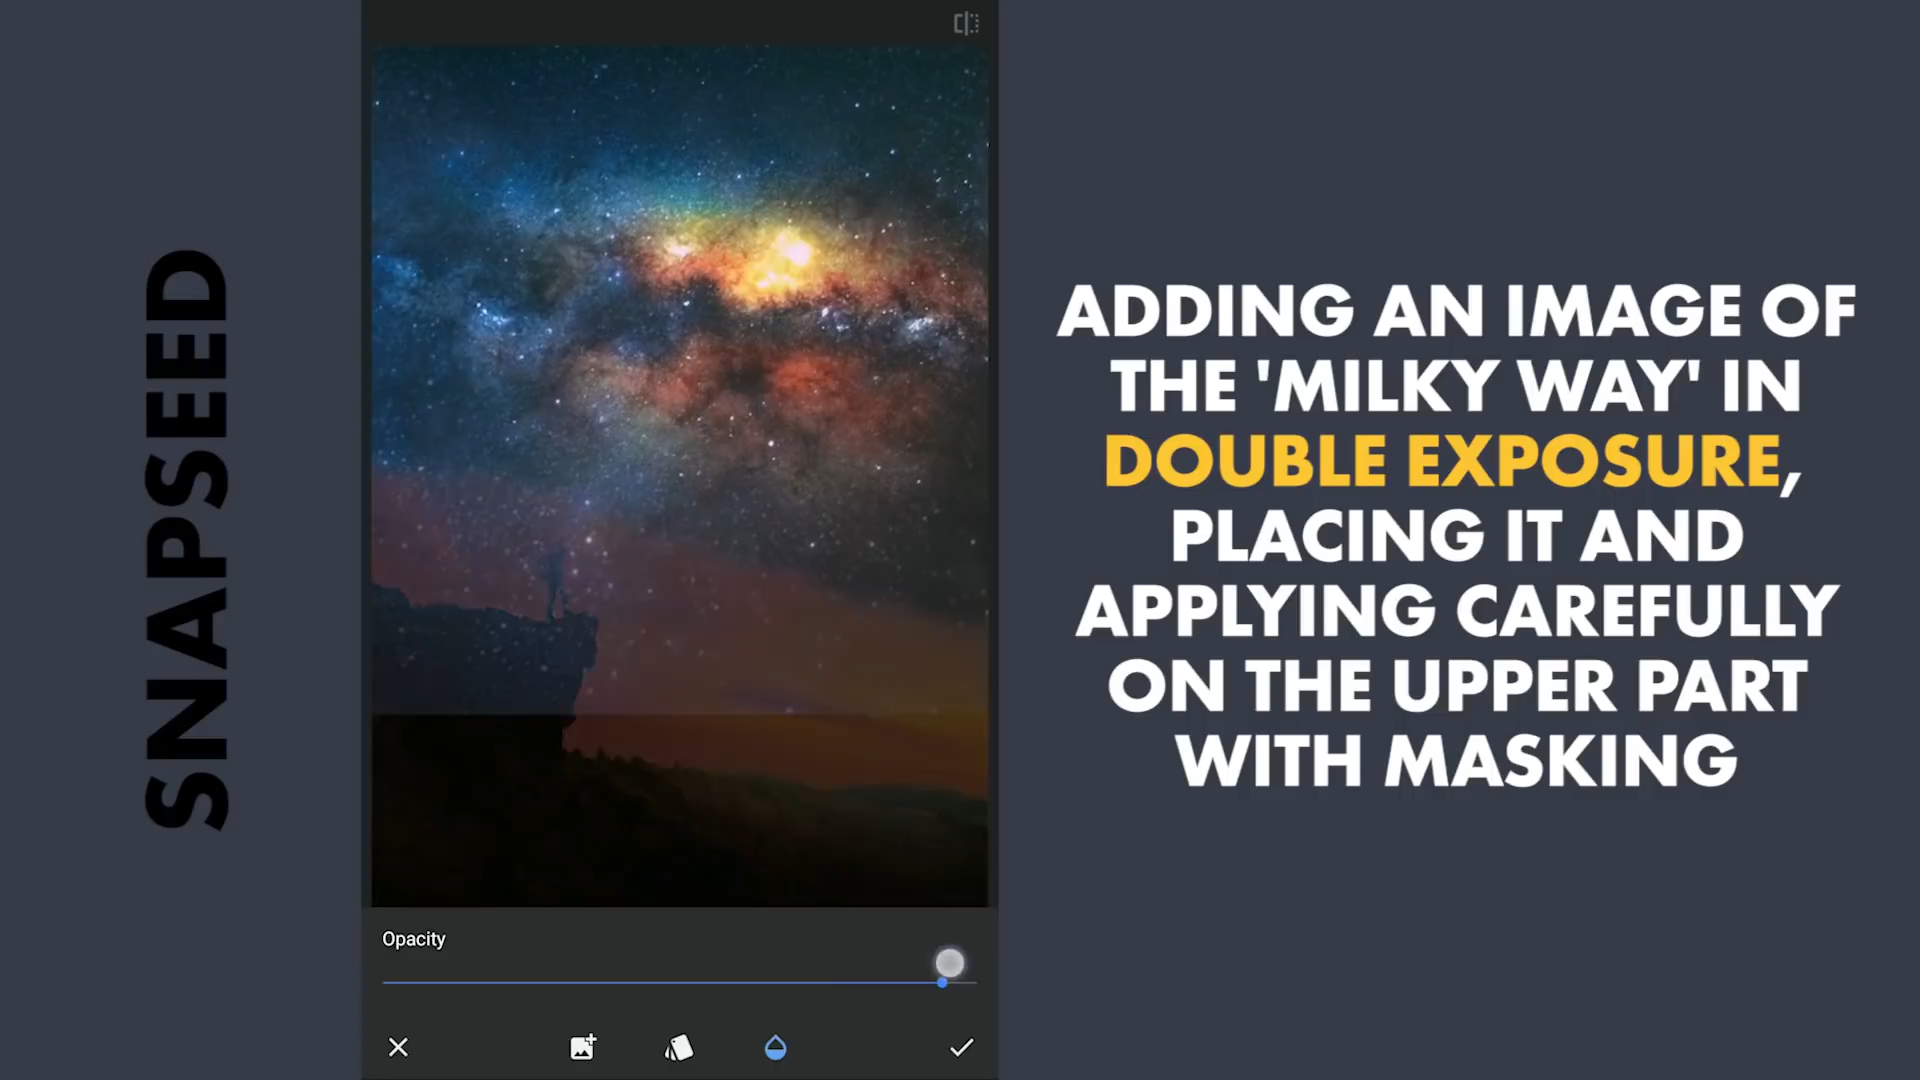 SNAPSEED
ADDING AN IMAGE OF
THE 'MILKY WAY' IN
DOUBLE EXPOSURE,
PLACING IT AND
APPLYING CAREFULLY
ON THE UPPER PART
WITH MASKING
Opacity